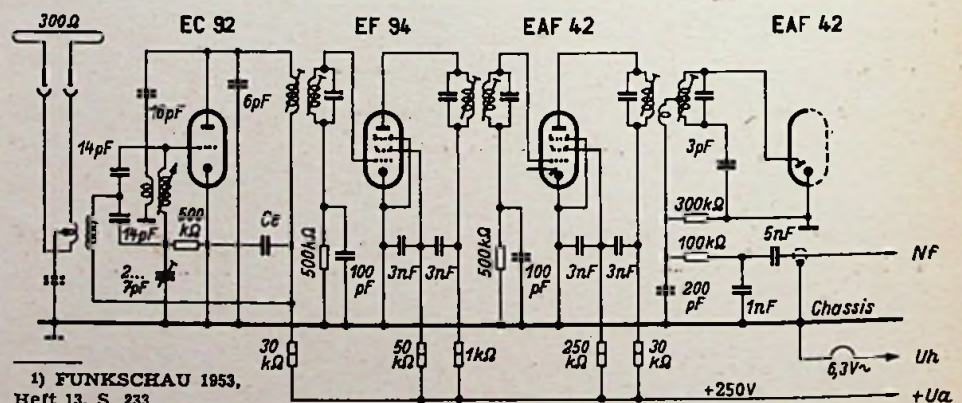 300Ω
EC 92
EF 94
EAF 42
EAF 42
16pF
6pF
14pF
14pF
500 kΩ
CE
2... 7pF
500kΩ
100 pF
3nF
3nF
500kΩ
100 pF
3nF
3nF
3pF
300kΩ
100kΩ
5nF
200 pF
1nF
Nf
Chassis
30 kΩ
50 kΩ
1kΩ
250 kΩ
30 kΩ
6,3V~
Uh
+250V
+Ua
1) FUNKSCHAU 1953,
Heft 13, S. 233